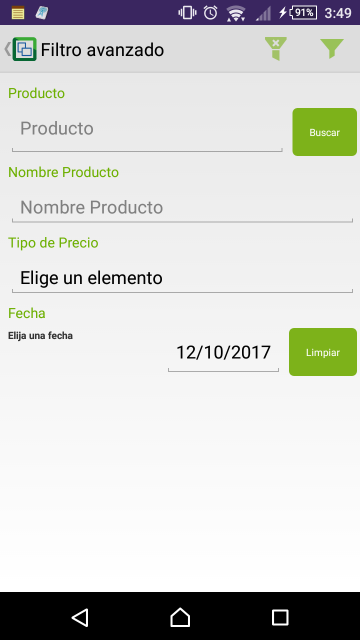 91%
3:49
Filtro avanzado
Producto
Producto
Buscar
Nombre Producto
Nombre Producto
Tipo de Precio
Elige un elemento
Fecha
Elija una fecha
12/10/2017
Limpiar